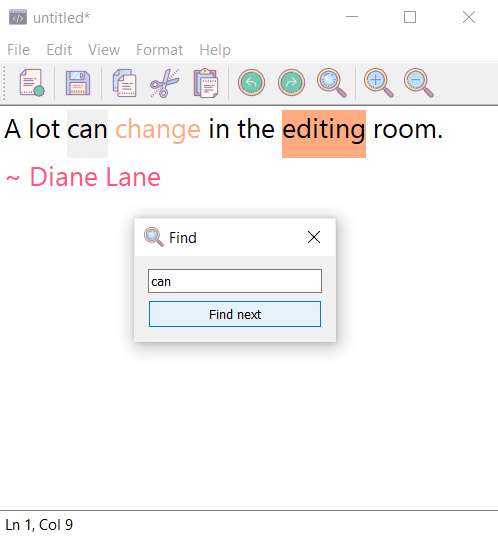 untitled*
File Edit View Format Help
A lot can change in the editing room.
~ Diane Lane
Find
can
Find next
Ln 1, Col 9